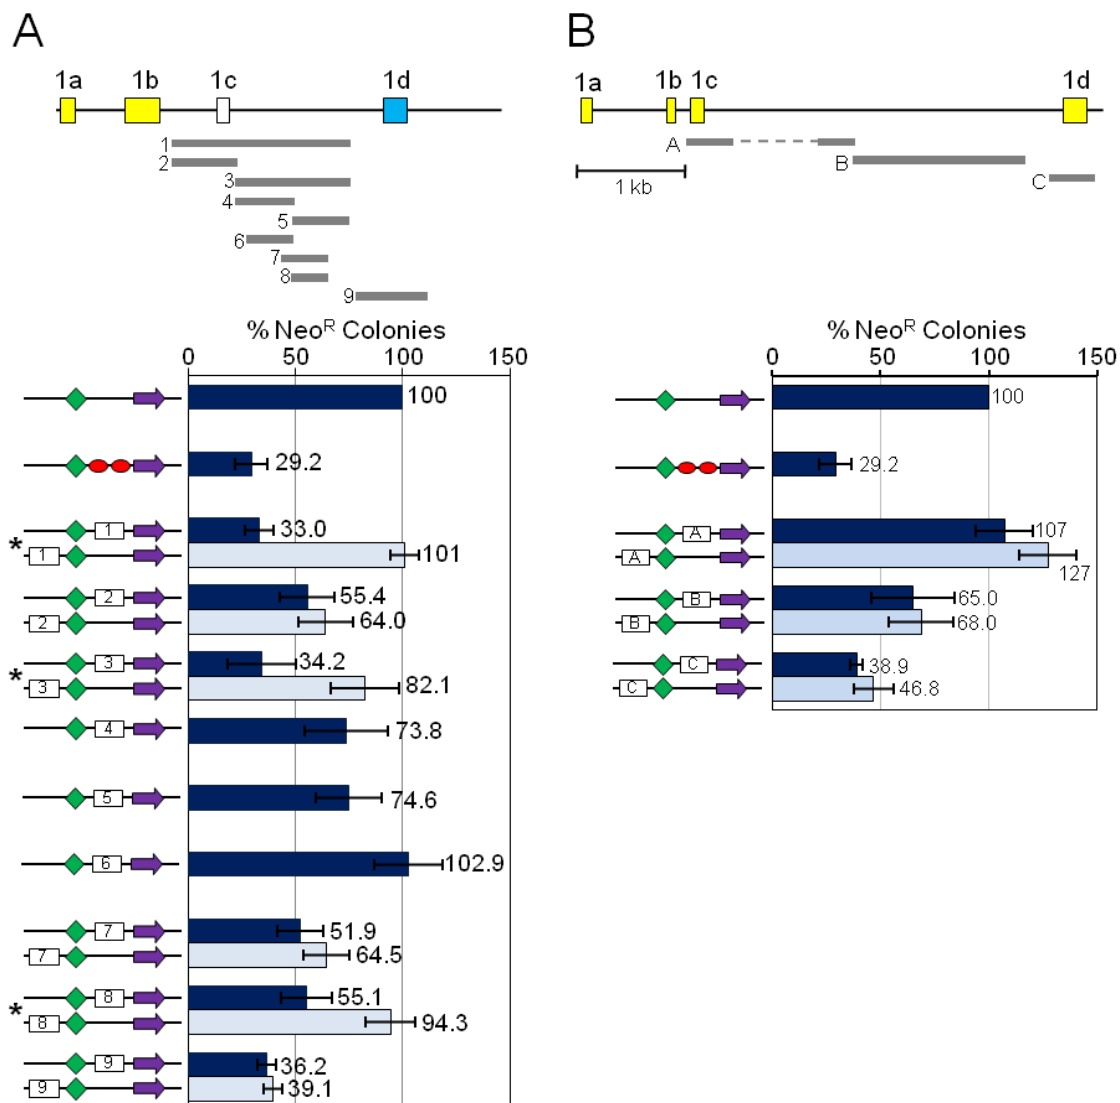 A
1a 1b 1c 1d
1
2
3
4
5
6
7
8
9
% Neo^R Colonies
0 50 100 150
100
29.2
1 33.0
* 1 101
2 55.4
2 64.0
3 34.2
* 3 82.1
4 73.8
5 74.6
6 102.9
7 51.9
7 64.5
8 55.1
* 8 94.3
9 36.2
9 39.1
B
1a 1b 1c 1d
A
B
1 kb
C
% Neo^R Colonies
0 50 100 150
100
29.2
A 107
A 127
B 65.0
B 68.0
C 38.9
C 46.8